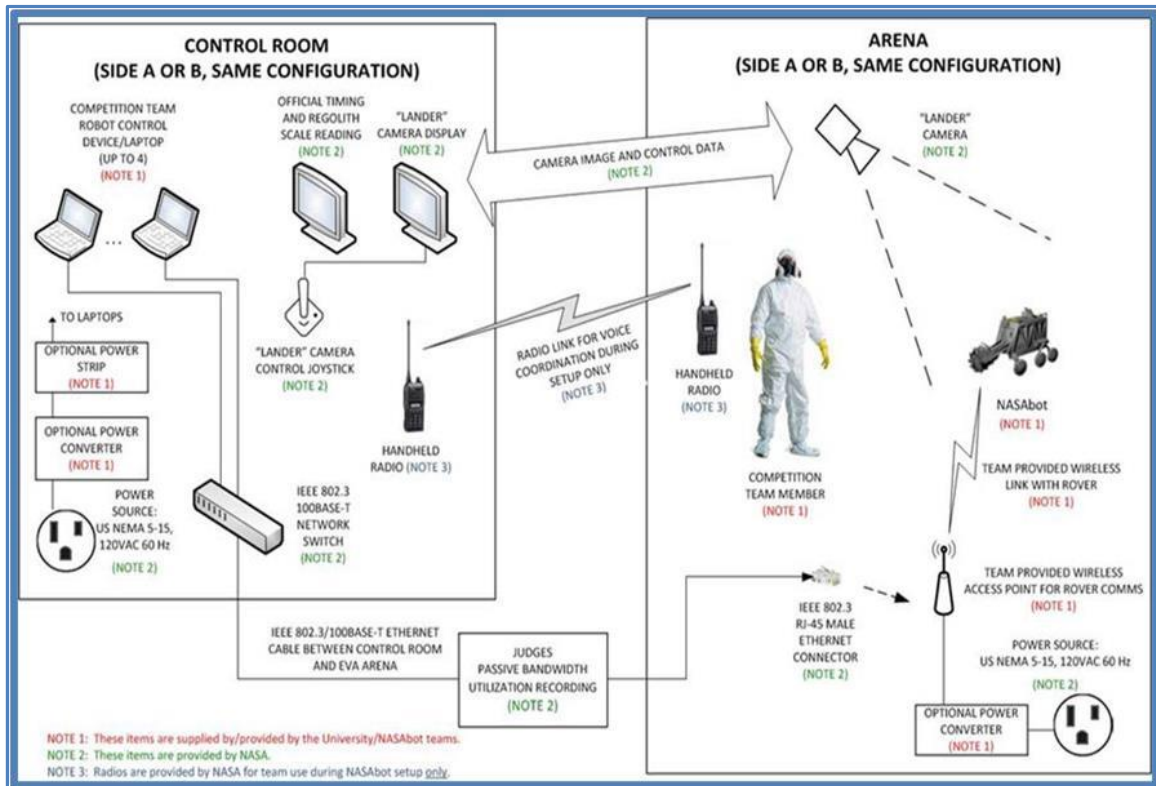 CONTROL ROOM
(SIDE A OR B, SAME CONFIGURATION)
COMPETITION TEAM
ROBOT CONTROL
DEVICE/LAPTOP
(UP TO 4)
(NOTE 1)
OFFICIAL TIMING
AND REGOLITH
SCALE READING
(NOTE 2)
"LANDER"
CAMERA DISPLAY
(NOTE 2)
...
TO LAPTOPS
OPTIONAL POWER
STRIP
(NOTE 1)
OPTIONAL POWER
CONVERTER
(NOTE 1)
POWER
SOURCE:
US NEMA 5-15,
120VAC 60 Hz
(NOTE 2)
"LANDER" CAMERA
CONTROL JOYSTICK
(NOTE 2)
HANDHELD
RADIO (NOTE 3)
IEEE 802.3
100BASE-T
NETWORK
SWITCH
(NOTE 2)
CAMERA IMAGE AND CONTROL DATA
(NOTE 2)
RADIO LINK FOR VOICE
COORDINATION DURING
SETUP ONLY
(NOTE 3)
ARENA
(SIDE A OR B, SAME CONFIGURATION)
"LANDER"
CAMERA
(NOTE 2)
HANDHELD
RADIO
(NOTE 3)
COMPETITION
TEAM MEMBER
(NOTE 1)
NASAbot
(NOTE 1)
TEAM PROVIDED WIRELESS
LINK WITH ROVER
(NOTE 1)
TEAM PROVIDED WIRELESS
ACCESS POINT FOR ROVER COMMS
(NOTE 1)
IEEE 802.3
RJ-45 MALE
ETHERNET
CONNECTOR
(NOTE 2)
POWER SOURCE:
US NEMA 5-15, 120VAC 60 Hz
(NOTE 2)
OPTIONAL POWER
CONVERTER
(NOTE 1)
IEEE 802.3/100BASE-T ETHERNET
CABLE BETWEEN CONTROL ROOM
AND EVA ARENA
JUDGES
PASSIVE BANDWIDTH
UTILIZATION RECORDING
(NOTE 2)
NOTE 1: These items are supplied by/provided by the University/NASAbot teams.
NOTE 2: These items are provided by NASA.
NOTE 3: Radios are provided by NASA for team use during NASAbot setup only.